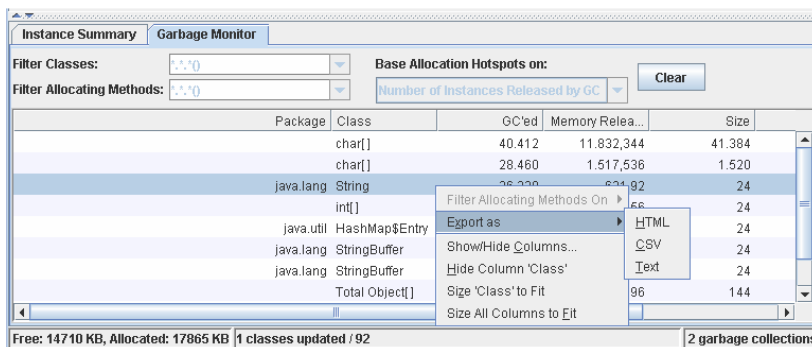 Instance Summary Garbage Monitor
Filter Classes: *.*.*() Base Allocation Hotspots on:
Clear
Filter Allocating Methods: *.*.*() Number of Instances Released by GC
Package Class GC'ed Memory Relea... Size
char[] 40.412 11.832,344 41.384
char[] 28.460 1.517,536 1.520
java.lang String 24
Filter Allocating Methods On
int[] 56 24
Export as HTML
java.util HashMap$Entry 24
Show/Hide Columns... CSV
java.lang StringBuffer 24
Hide Column 'Class' Text
java.lang StringBuffer 24
Size 'Class' to Fit
Total Object[] 96 144
Size All Columns to Fit
Free: 14710 KB, Allocated: 17865 KB 1 classes updated / 92 2 garbage collection